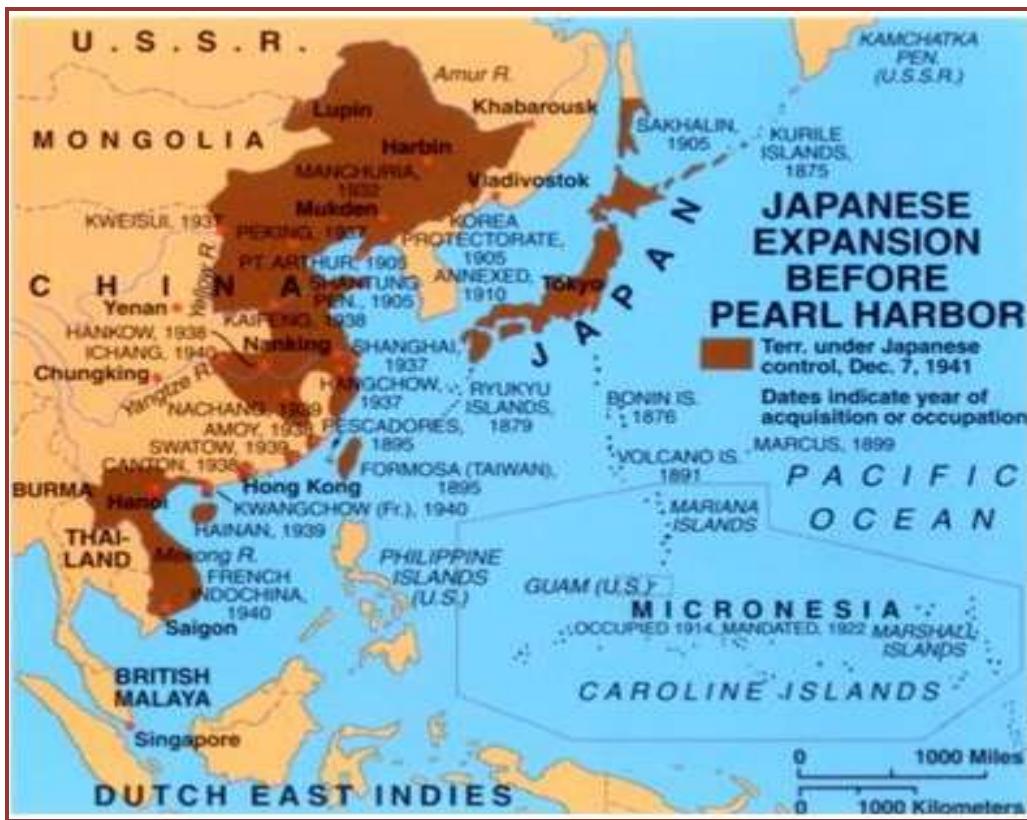 U.S.S.R.
Amur R.
KAMCHATKA
PEN.
(U.S.S.R.)
Lupin
Khabarousk
MONGOLIA
Harbin
SAKHALIN,
1905
KURILE
ISLANDS,
1875
MANCHURIA,
1932
Vladivostok
Mukden
KWEISUI, 1937
PEKING, 1937
KOREA
PROTECTORATE,
1905
ANNEXED,
1910
JAPANESE
EXPANSION
BEFORE
PEARL HARBOR
PT. ARTHUR, 1905
Yellow R.
CHINA
SHANTUNG
PEN., 1905
Tokyo
JAPAN
Yenan
KAIFENG, 1938
HANKOW, 1938
Nanking
ICHANG, 1940
SHANGHAI,
1937
Terr. under Japanese
control, Dec. 7, 1941
Chungking
Yangtze R.
HANGCHOW,
1937
RYUKYU
ISLANDS,
1879
BONIN IS.
1876
Dates indicate year of
acquisition or occupation
NACHANG, 1939
AMOY, 1938
PESCADORES,
1895
SWATOW, 1939
MARCUS, 1899
CANTON, 1938
VOLCANO IS.
1891
FORMOSA (TAIWAN),
1895
PACIFIC
OCEAN
BURMA
Hanoi
Hong Kong
KWANGCHOW (Fr.), 1940
HAINAN, 1939
MARIANA
ISLANDS
THAI-
LAND
Mekong R.
PHILIPPINE
ISLANDS
(U.S.)
FRENCH
INDOCHINA,
1940
GUAM (U.S.)
MICRONESIA
OCCUPIED 1914, MANDATED, 1922
MARSHALL
ISLANDS
Saigon
BRITISH
MALAYA
CAROLINE ISLANDS
Singapore
0 1000 Miles
DUTCH EAST INDIES
0 1000 Kilometers